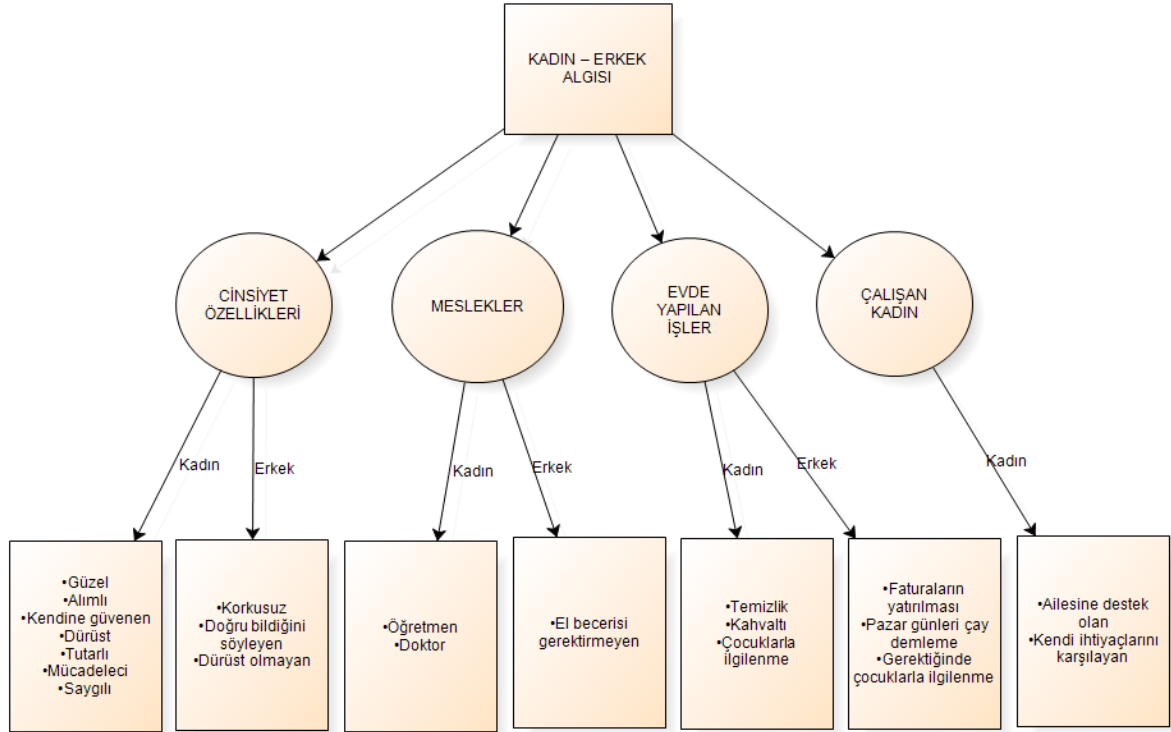 KADIN – ERKEK
ALGISI
CİNSİYET
ÖZELLİKLERİ
MESLEKLER
EVDE
YAPILAN
İŞLER
ÇALIŞAN
KADIN
Kadın
Erkek
Kadın
Erkek
Kadın
Erkek
Kadın
•Güzel
•Alımlı
•Kendine güvenen
•Dürüst
•Tutarlı
•Mücadeleci
•Saygılı
•Korkusuz
•Doğru bildiğini
söyleyen
•Dürüst olmayan
•Öğretmen
•Doktor
•El becerisi
gerektirmeyen
•Temizlik
•Kahvaltı
•Çocuklarla
ilgilenme
•Faturaların
yatırılması
•Pazar günleri çay
demleme
•Gerektiğinde
çocuklarla ilgilenme
•Ailesine destek
olan
•Kendi ihtiyaçlarını
karşılayan